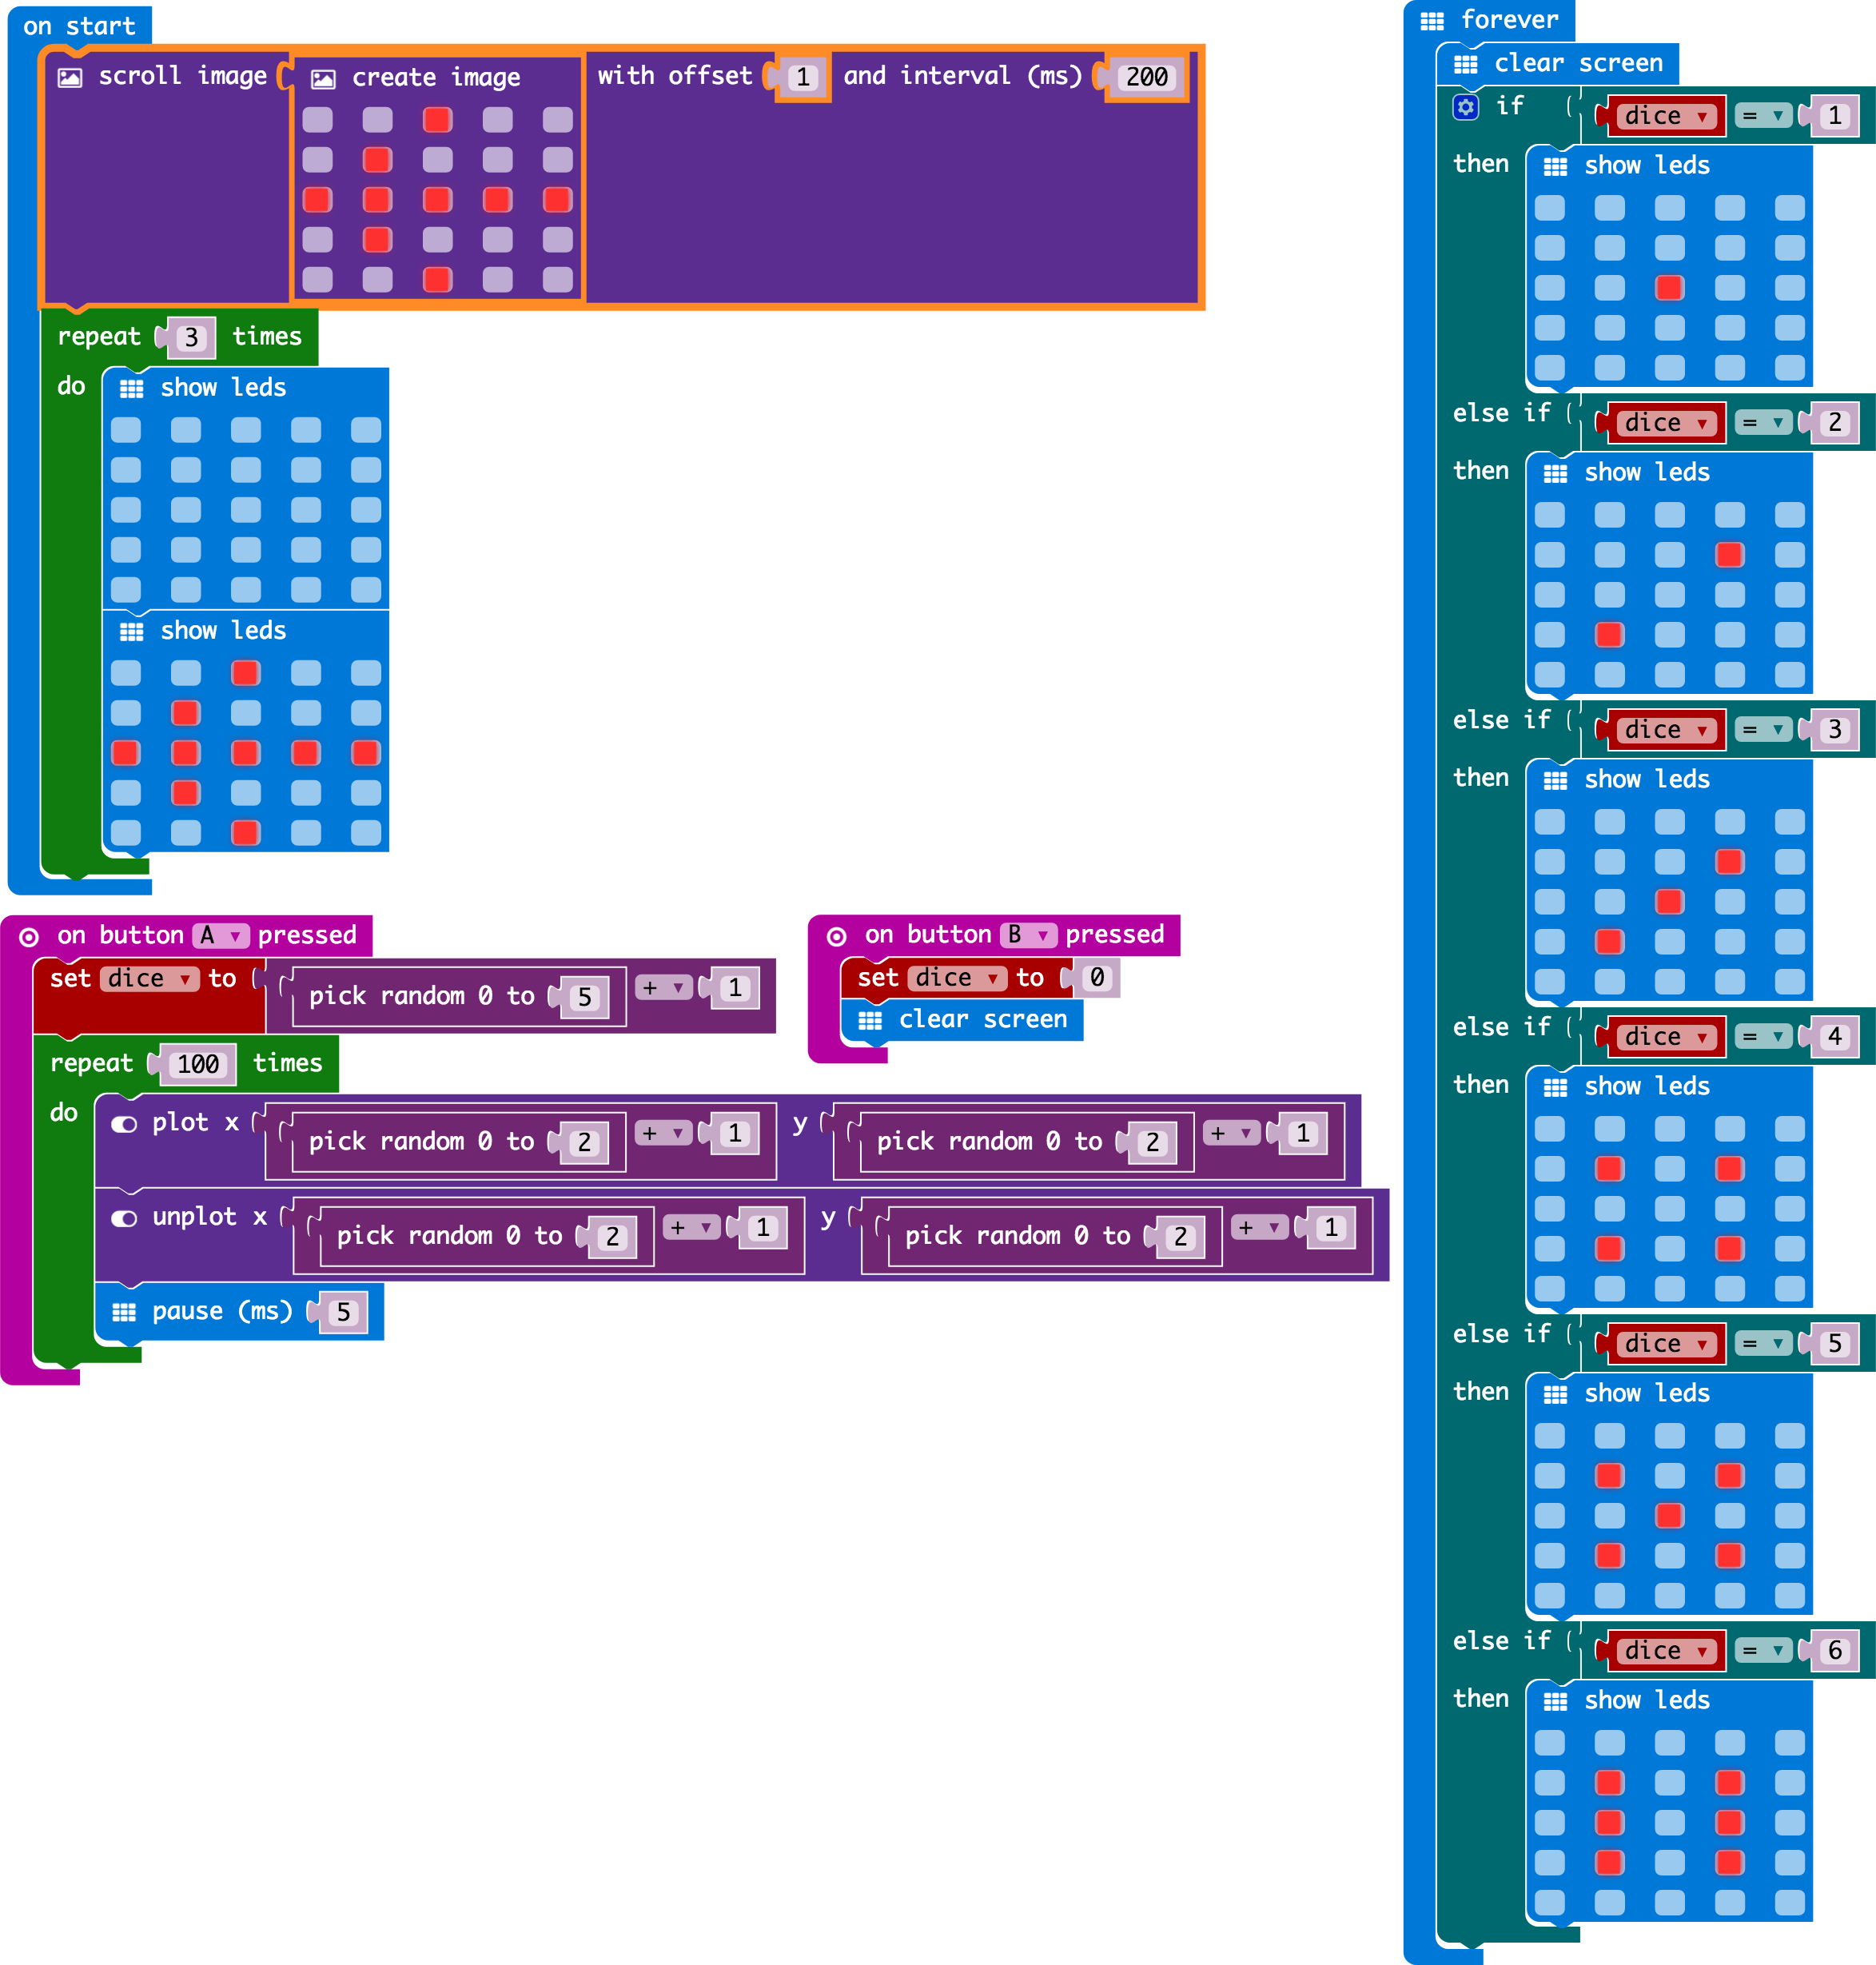 on start
scroll image create image with offset 1 and interval (ms) 200
repeat 3 times
do show leds
show leds
on button A ▾ pressed
set dice ▾ to pick random 0 to 5 + ▾ 1
repeat 100 times
do plot x pick random 0 to 2 + ▾ 1 y pick random 0 to 2 + ▾ 1
unplot x pick random 0 to 2 + ▾ 1 y pick random 0 to 2 + ▾ 1
pause (ms) 5
on button B ▾ pressed
set dice ▾ to 0
clear screen
forever
clear screen
if dice ▾ = ▾ 1
then show leds
else if dice ▾ = ▾ 2
then show leds
else if dice ▾ = ▾ 3
then show leds
else if dice ▾ = ▾ 4
then show leds
else if dice ▾ = ▾ 5
then show leds
else if dice ▾ = ▾ 6
then show leds